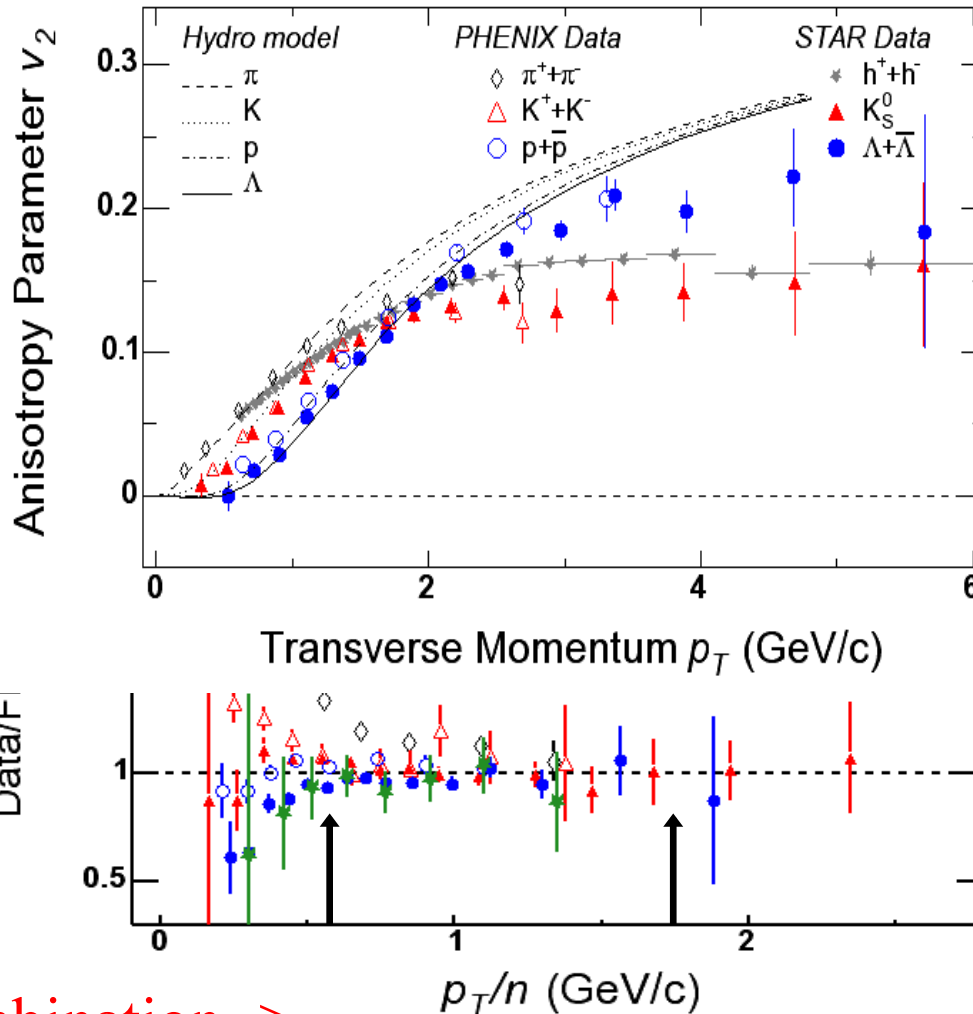 Hydro model PHENIX Data STAR Data
π π⁺+π⁻ h⁺+h⁻
K K⁺+K⁻ K⁰S
p p+p̅ Λ+Λ̅
Λ
Anisotropy Parameter v₂
0.3
0.2
0.1
0
0 2 4 6
Transverse Momentum pT (GeV/c)
Data/
1
0.5
0 1 2
pT/n (GeV/c)